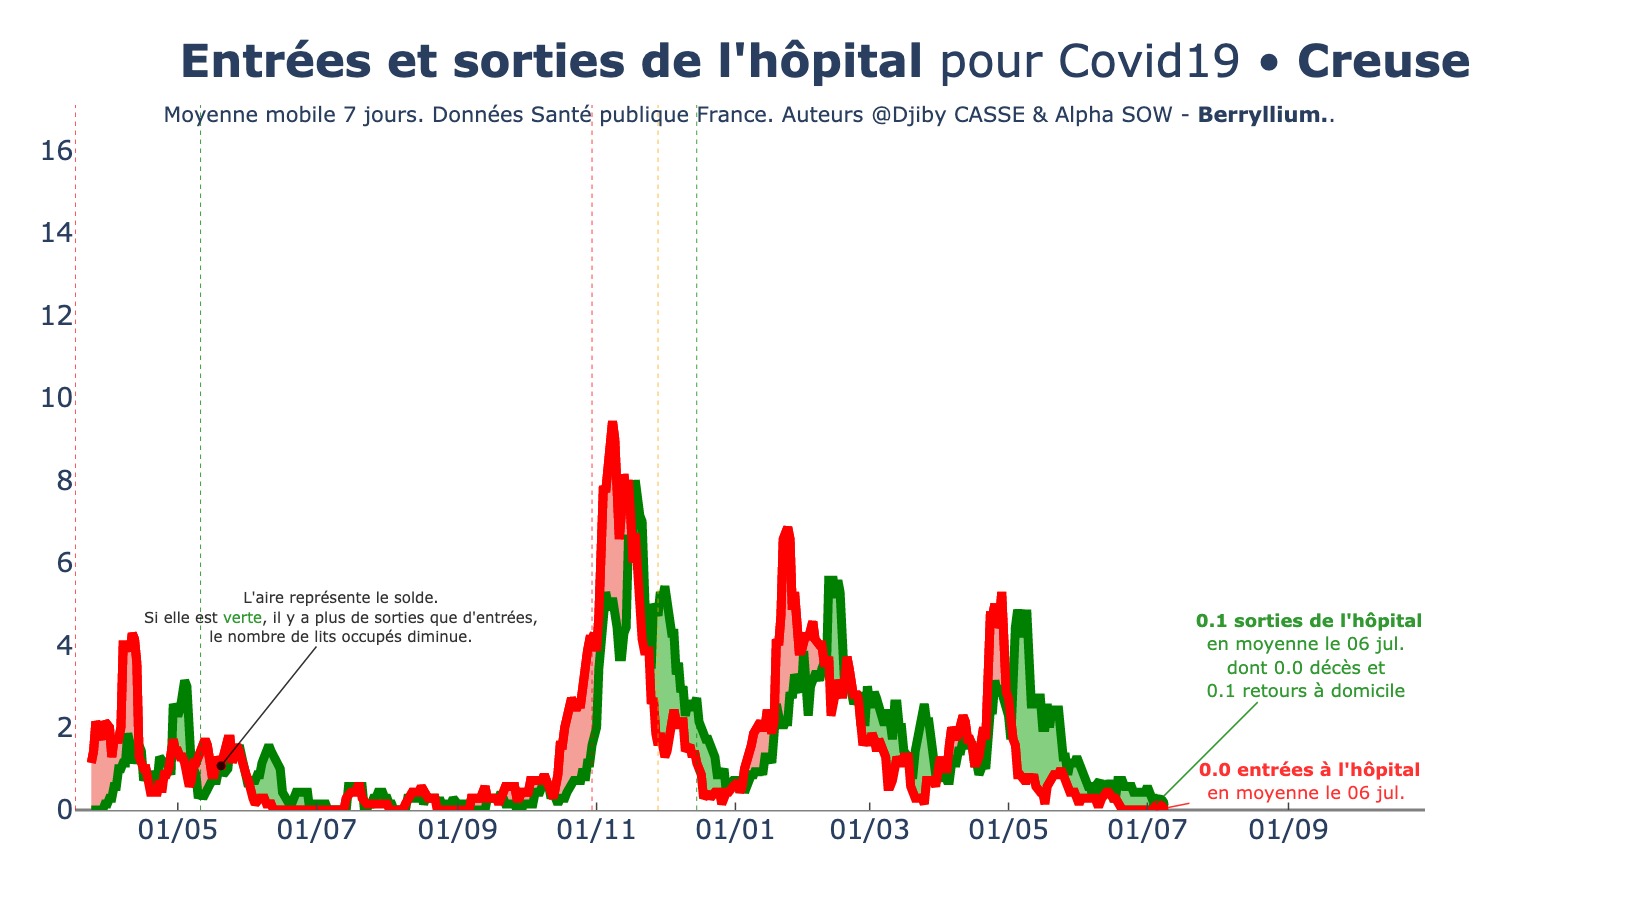 Entrées et sorties de l'hôpital pour Covid19 • Creuse
Moyenne mobile 7 jours. Données Santé publique France. Auteurs @Djiby CASSE & Alpha SOW - Berryllium..
16
14
12
10
8
6
4
2
0
L'aire représente le solde.
Si elle est verte, il y a plus de sorties que d'entrées,
le nombre de lits occupés diminue.
0.1 sorties de l'hôpital
en moyenne le 06 jul.
dont 0.0 décès et
0.1 retours à domicile
0.0 entrées à l'hôpital
en moyenne le 06 jul.
01/05 01/07 01/09 01/11 01/01 01/03 01/05 01/07 01/09